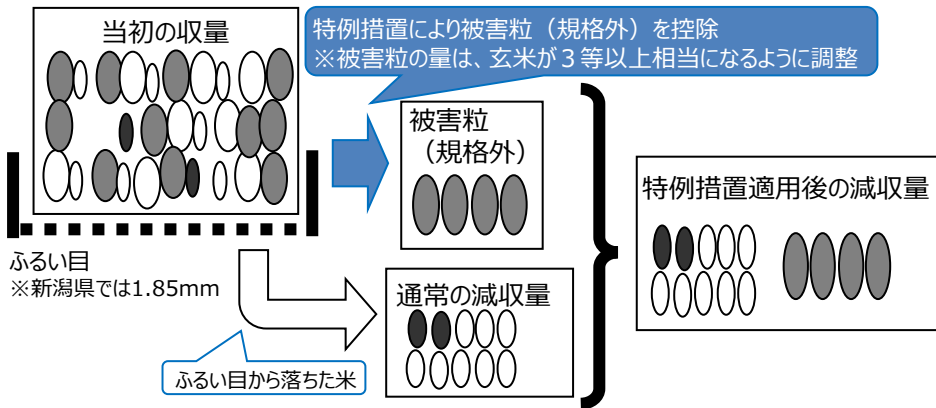 当初の収量
特例措置により被害粒（規格外）を控除
※被害粒の量は、玄米が３等以上相当になるように調整
被害粒
（規格外）
特例措置適用後の減収量
ふるい目
※新潟県では1.85mm
通常の減収量
ふるい目から落ちた米